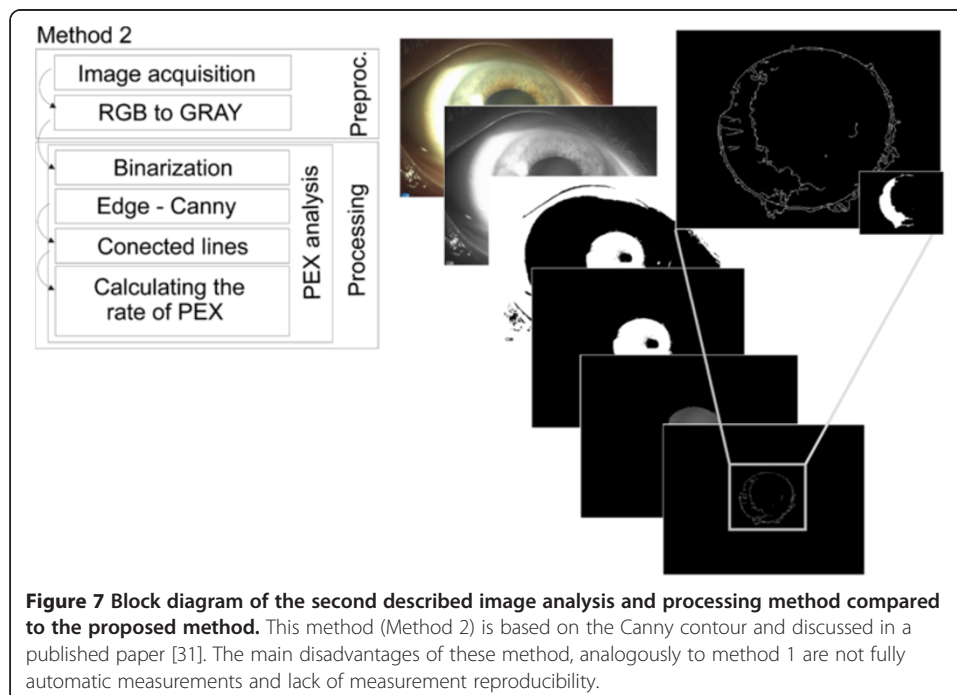 Method 2
Image acquisition
RGB to GRAY
Preproc.
Binarization
Edge - Canny
Conected lines
Calculating the
rate of PEX
PEX analysis
Processing
Figure 7 Block diagram of the second described image analysis and processing method compared
to the proposed method. This method (Method 2) is based on the Canny contour and discussed in a
published paper [31]. The main disadvantages of these method, analogously to method 1 are not fully
automatic measurements and lack of measurement reproducibility.